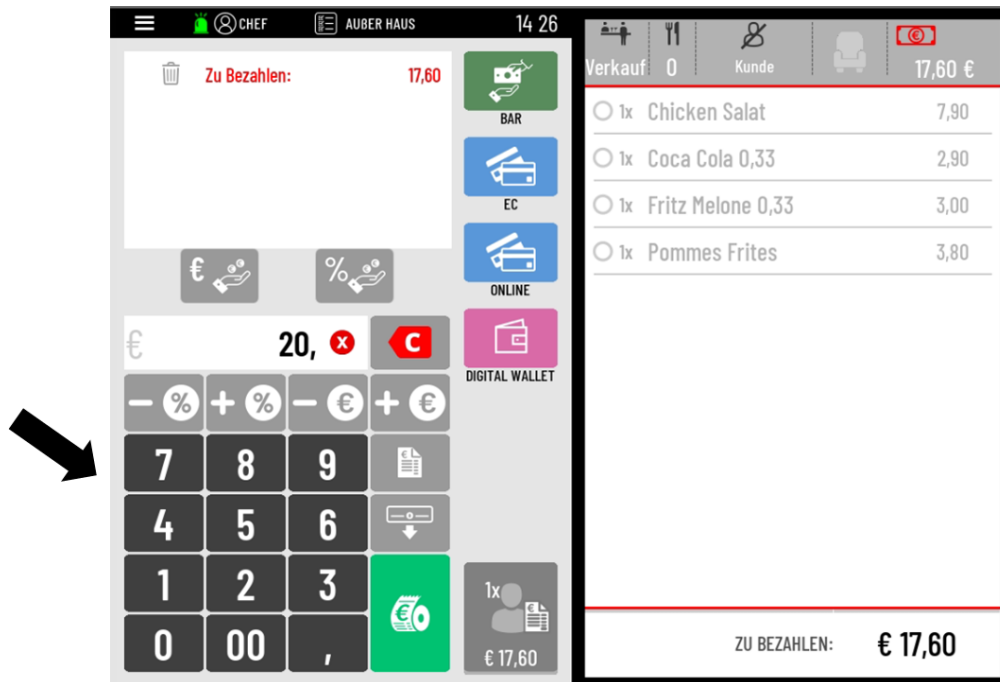 CHEF AUBER HAUS 14 26
Zu Bezahlen: 17,60
BAR
EC
ONLINE
DIGITAL WALLET
€ %
€ 20, x C
- % + % - € + €
7 8 9
4 5 6
1 2 3
0 00 ,
€
1x
€
€ 17,60
Verkauf 0 Kunde € 17,60 €
1x Chicken Salat 7,90
1x Coca Cola 0,33 2,90
1x Fritz Melone 0,33 3,00
1x Pommes Frites 3,80
ZU BEZAHLEN: € 17,60